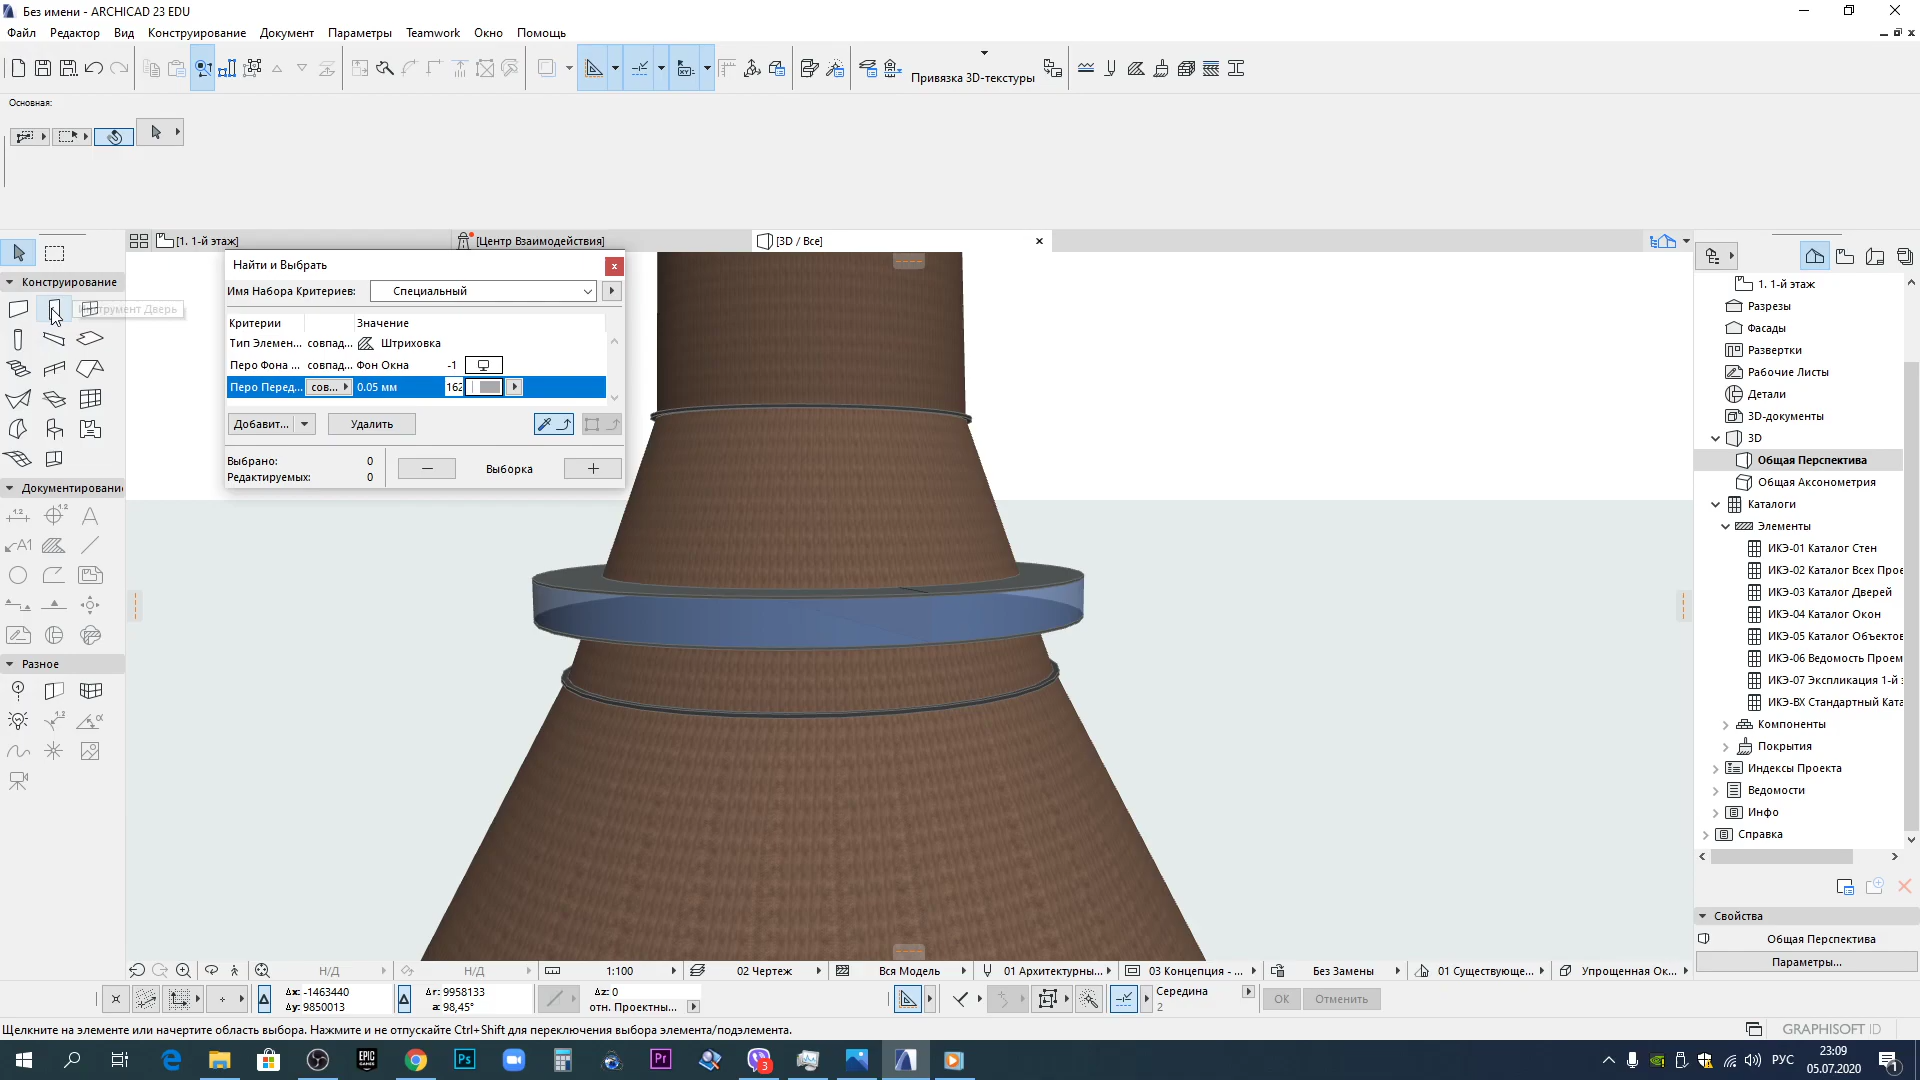 Без имени - ARCHICAD 23 EDU
Файл Редактор Вид Конструирование Документ Параметры Teamwork Окно Помощь
Привязка 3D-текстуры
Основная:
[1. 1-й этаж] [Центр Взаимодействия] [3D / Все]
Найти и Выбрать
Имя Набора Критериев: Специальный
Критерии Значение
Тип Элемен... совпад... Штриховка
Перо Фона ... совпад... Фон Окна -1
Перо Перед... сов... 0.05 мм 162
Добавит... Удалить
Выбрано: 0
Редактируемых: 0
Выборка
Конструирование
Инструмент Дверь
Документировани
Разное
1. 1-й этаж
Разрезы
Фасады
Развертки
Рабочие Листы
Детали
3D-документы
3D
Общая Перспектива
Общая Аксонометрия
Каталоги
Элементы
ИКЭ-01 Каталог Стен
ИКЭ-02 Каталог Всех Прое
ИКЭ-03 Каталог Дверей
ИКЭ-04 Каталог Окон
ИКЭ-05 Каталог Объектов
ИКЭ-06 Ведомость Проем
ИКЭ-07 Экспликация 1-й э
ИКЭ-ВХ Стандартный Ката
Компоненты
Покрытия
Индексы Проекта
Ведомости
Инфо
Справка
Свойства
Общая Перспектива
Параметры...
Н/Д Н/Д 1:100 02 Чертеж Вся Модель 01 Архитектурны... 03 Концепция - ... Без Замены 01 Существующе... Упрощенная Ок...
Δx: -1463440
Δy: 9850013
Δr: 9958133
a: 98,45°
Δz: 0
отн. Проектны...
Середина
2
ОК Отменить
Щелкните на элементе или начертите область выбора. Нажмите и не отпускайте Ctrl+Shift для переключения выбора элемента/подэлемента.
GRAPHISOFT ID
РУС
23:09
05.07.2020